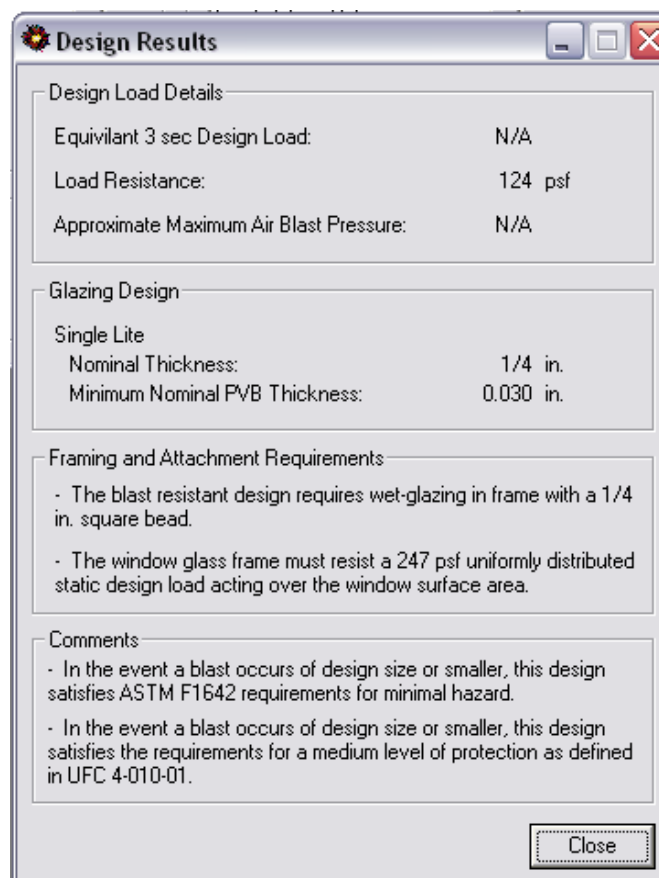 Design Results
Design Load Details
Equivilant 3 sec Design Load: N/A
Load Resistance: 124 psf
Approximate Maximum Air Blast Pressure: N/A
Glazing Design
Single Lite
Nominal Thickness: 1/4 in.
Minimum Nominal PVB Thickness: 0.030 in.
Framing and Attachment Requirements
- The blast resistant design requires wet-glazing in frame with a 1/4
in. square bead.
- The window glass frame must resist a 247 psf uniformly distributed
static design load acting over the window surface area.
Comments
- In the event a blast occurs of design size or smaller, this design
satisfies ASTM F1642 requirements for minimal hazard.
- In the event a blast occurs of design size or smaller, this design
satisfies the requirements for a medium level of protection as defined
in UFC 4-010-01.
Close